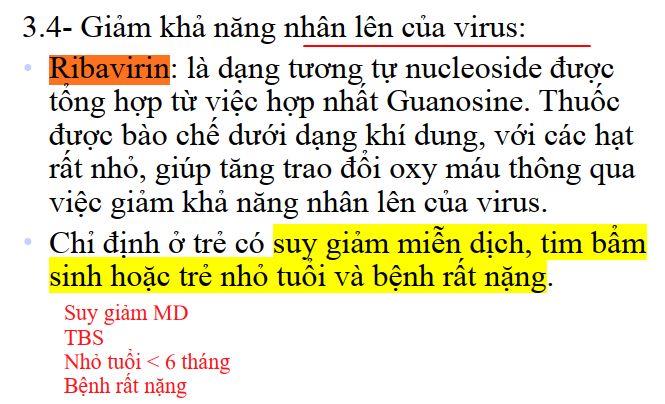 3.4- Giảm khả năng nhân lên của virus:
• Ribavirin: là dạng tương tự nucleoside được
tổng hợp từ việc hợp nhất Guanosine. Thuốc
được bào chế dưới dạng khí dung, với các hạt
rất nhỏ, giúp tăng trao đổi oxy máu thông qua
việc giảm khả năng nhân lên của virus.
• Chỉ định ở trẻ có suy giảm miễn dịch, tim bẩm
sinh hoặc trẻ nhỏ tuổi và bệnh rất nặng.
Suy giảm MD
TBS
Nhỏ tuổi < 6 tháng
Bệnh rất nặng